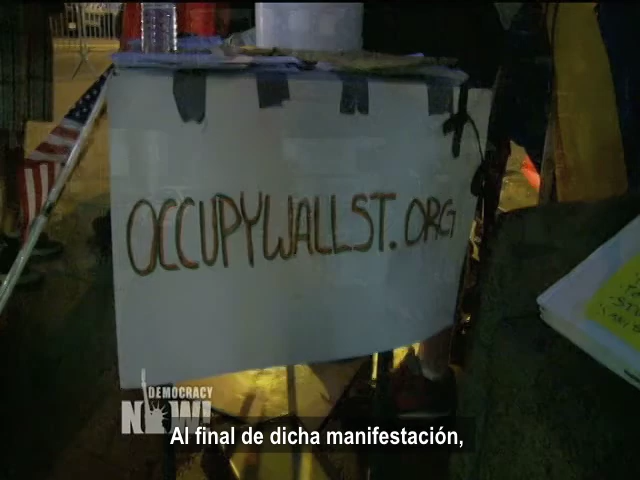 OCCUPYWALLST.ORG
DEMOCRACY
NOW!
Al final de dicha manifestación,